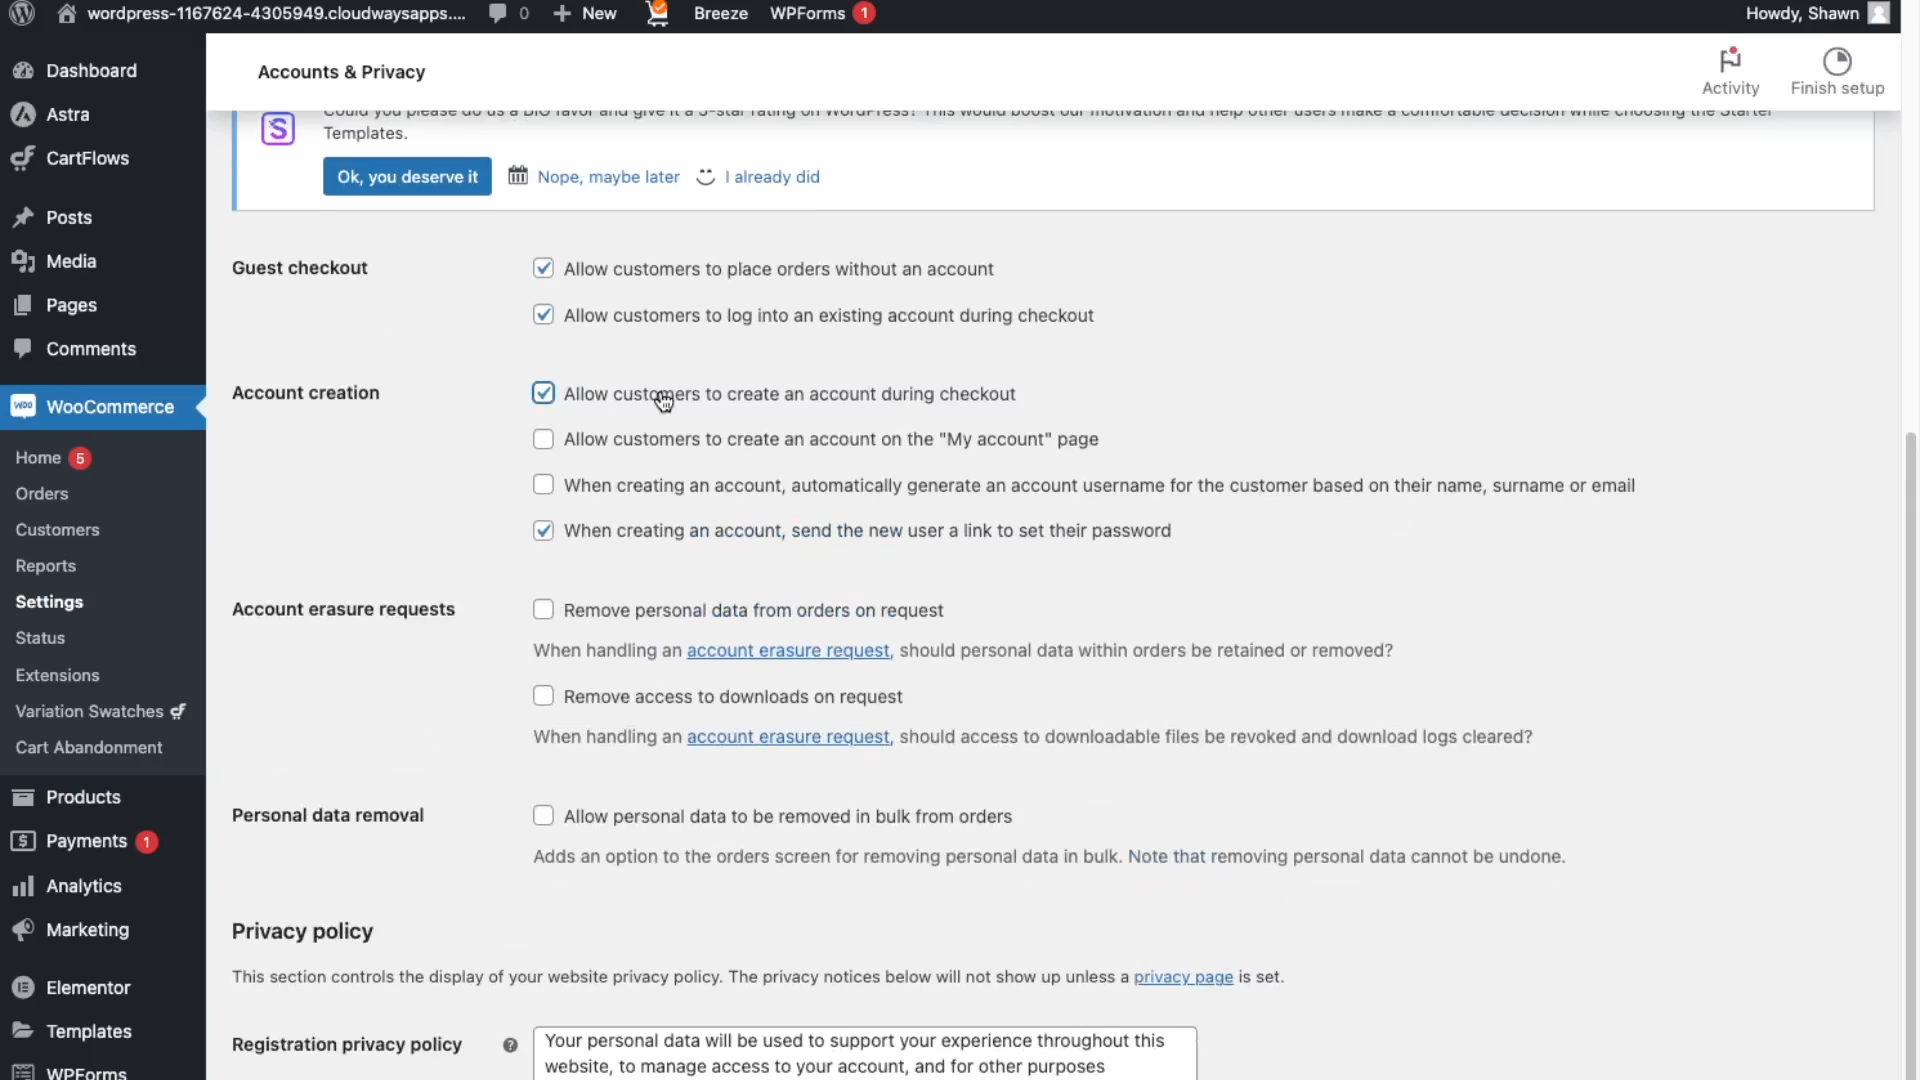 wordpress-1167624-4305949.cloudwaysapps....
0
New
Breeze
WPForms 1
Howdy, Shawn
Dashboard
Astra
CartFlows
Posts
Media
Pages
Comments
WooCommerce
Home 5
Orders
Customers
Reports
Settings
Status
Extensions
Variation Swatches
Cart Abandonment
Products
Payments 1
Analytics
Marketing
Elementor
Templates
WPForms
Accounts & Privacy
Activity
Finish setup
Could you please do us a BIG favor and give it a 5-star rating on WordPress? This would boost our motivation and help other users make a comfortable decision while choosing the Starter
Templates.
Ok, you deserve it
Nope, maybe later
I already did
Guest checkout
Allow customers to place orders without an account
Allow customers to log into an existing account during checkout
Account creation
Allow customers to create an account during checkout
Allow customers to create an account on the "My account" page
When creating an account, automatically generate an account username for the customer based on their name, surname or email
When creating an account, send the new user a link to set their password
Account erasure requests
Remove personal data from orders on request
When handling an account erasure request, should personal data within orders be retained or removed?
Remove access to downloads on request
When handling an account erasure request, should access to downloadable files be revoked and download logs cleared?
Personal data removal
Allow personal data to be removed in bulk from orders
Adds an option to the orders screen for removing personal data in bulk. Note that removing personal data cannot be undone.
Privacy policy
This section controls the display of your website privacy policy. The privacy notices below will not show up unless a privacy page is set.
Registration privacy policy
Your personal data will be used to support your experience throughout this
website, to manage access to your account, and for other purposes